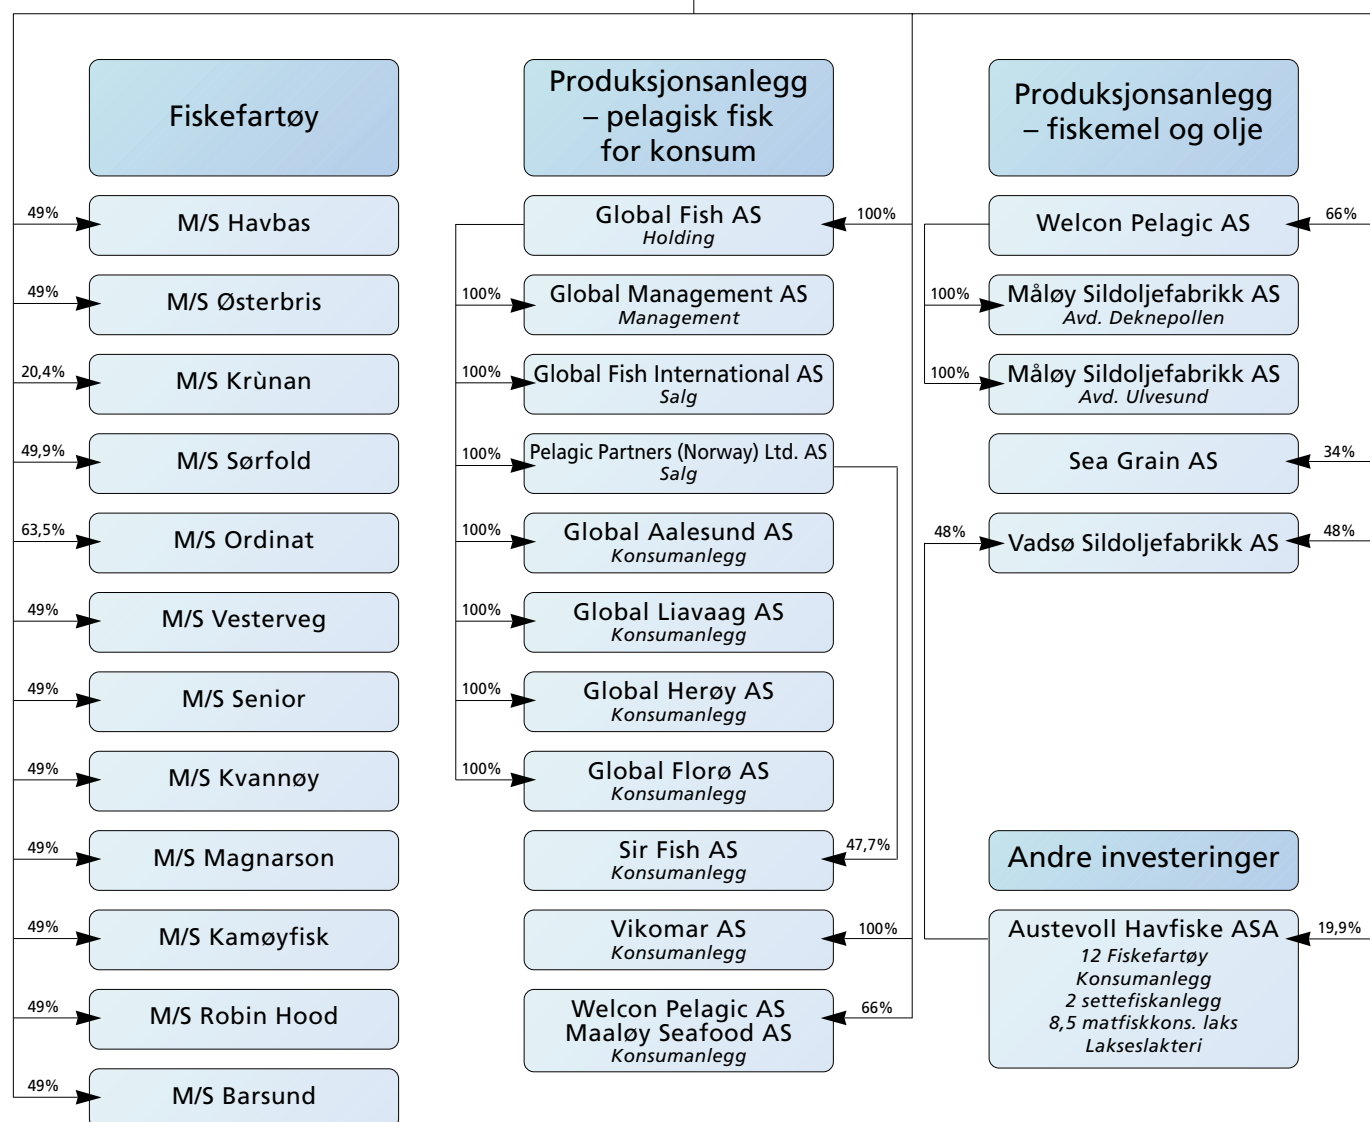 Fiskefartøy
49%
M/S Havbas
49%
M/S Østerbris
20,4%
M/S Krùnan
49,9%
M/S Sørfold
63,5%
M/S Ordinat
49%
M/S Vesterveg
49%
M/S Senior
49%
M/S Kvannøy
49%
M/S Magnarson
49%
M/S Kamøyfisk
49%
M/S Robin Hood
49%
M/S Barsund
Produksjonsanlegg
– pelagisk fisk
for konsum
Global Fish AS
Holding
100%
100%
Global Management AS
Management
100%
Global Fish International AS
Salg
100%
Pelagic Partners (Norway) Ltd. AS
Salg
100%
Global Aalesund AS
Konsumanlegg
100%
Global Liavaag AS
Konsumanlegg
100%
Global Herøy AS
Konsumanlegg
100%
Global Florø AS
Konsumanlegg
Sir Fish AS
Konsumanlegg
47,7%
Vikomar AS
Konsumanlegg
100%
Welcon Pelagic AS
Maaløy Seafood AS
Konsumanlegg
66%
Produksjonsanlegg
– fiskemel og olje
Welcon Pelagic AS
66%
100%
Måløy Sildoljefabrikk AS
Avd. Deknepollen
100%
Måløy Sildoljefabrikk AS
Avd. Ulvesund
Sea Grain AS
34%
48%
Vadsø Sildoljefabrikk AS
48%
Andre investeringer
Austevoll Havfiske ASA
12 Fiskefartøy
Konsumanlegg
2 settefiskanlegg
8,5 matfiskkons. laks
Lakseslakteri
19,9%